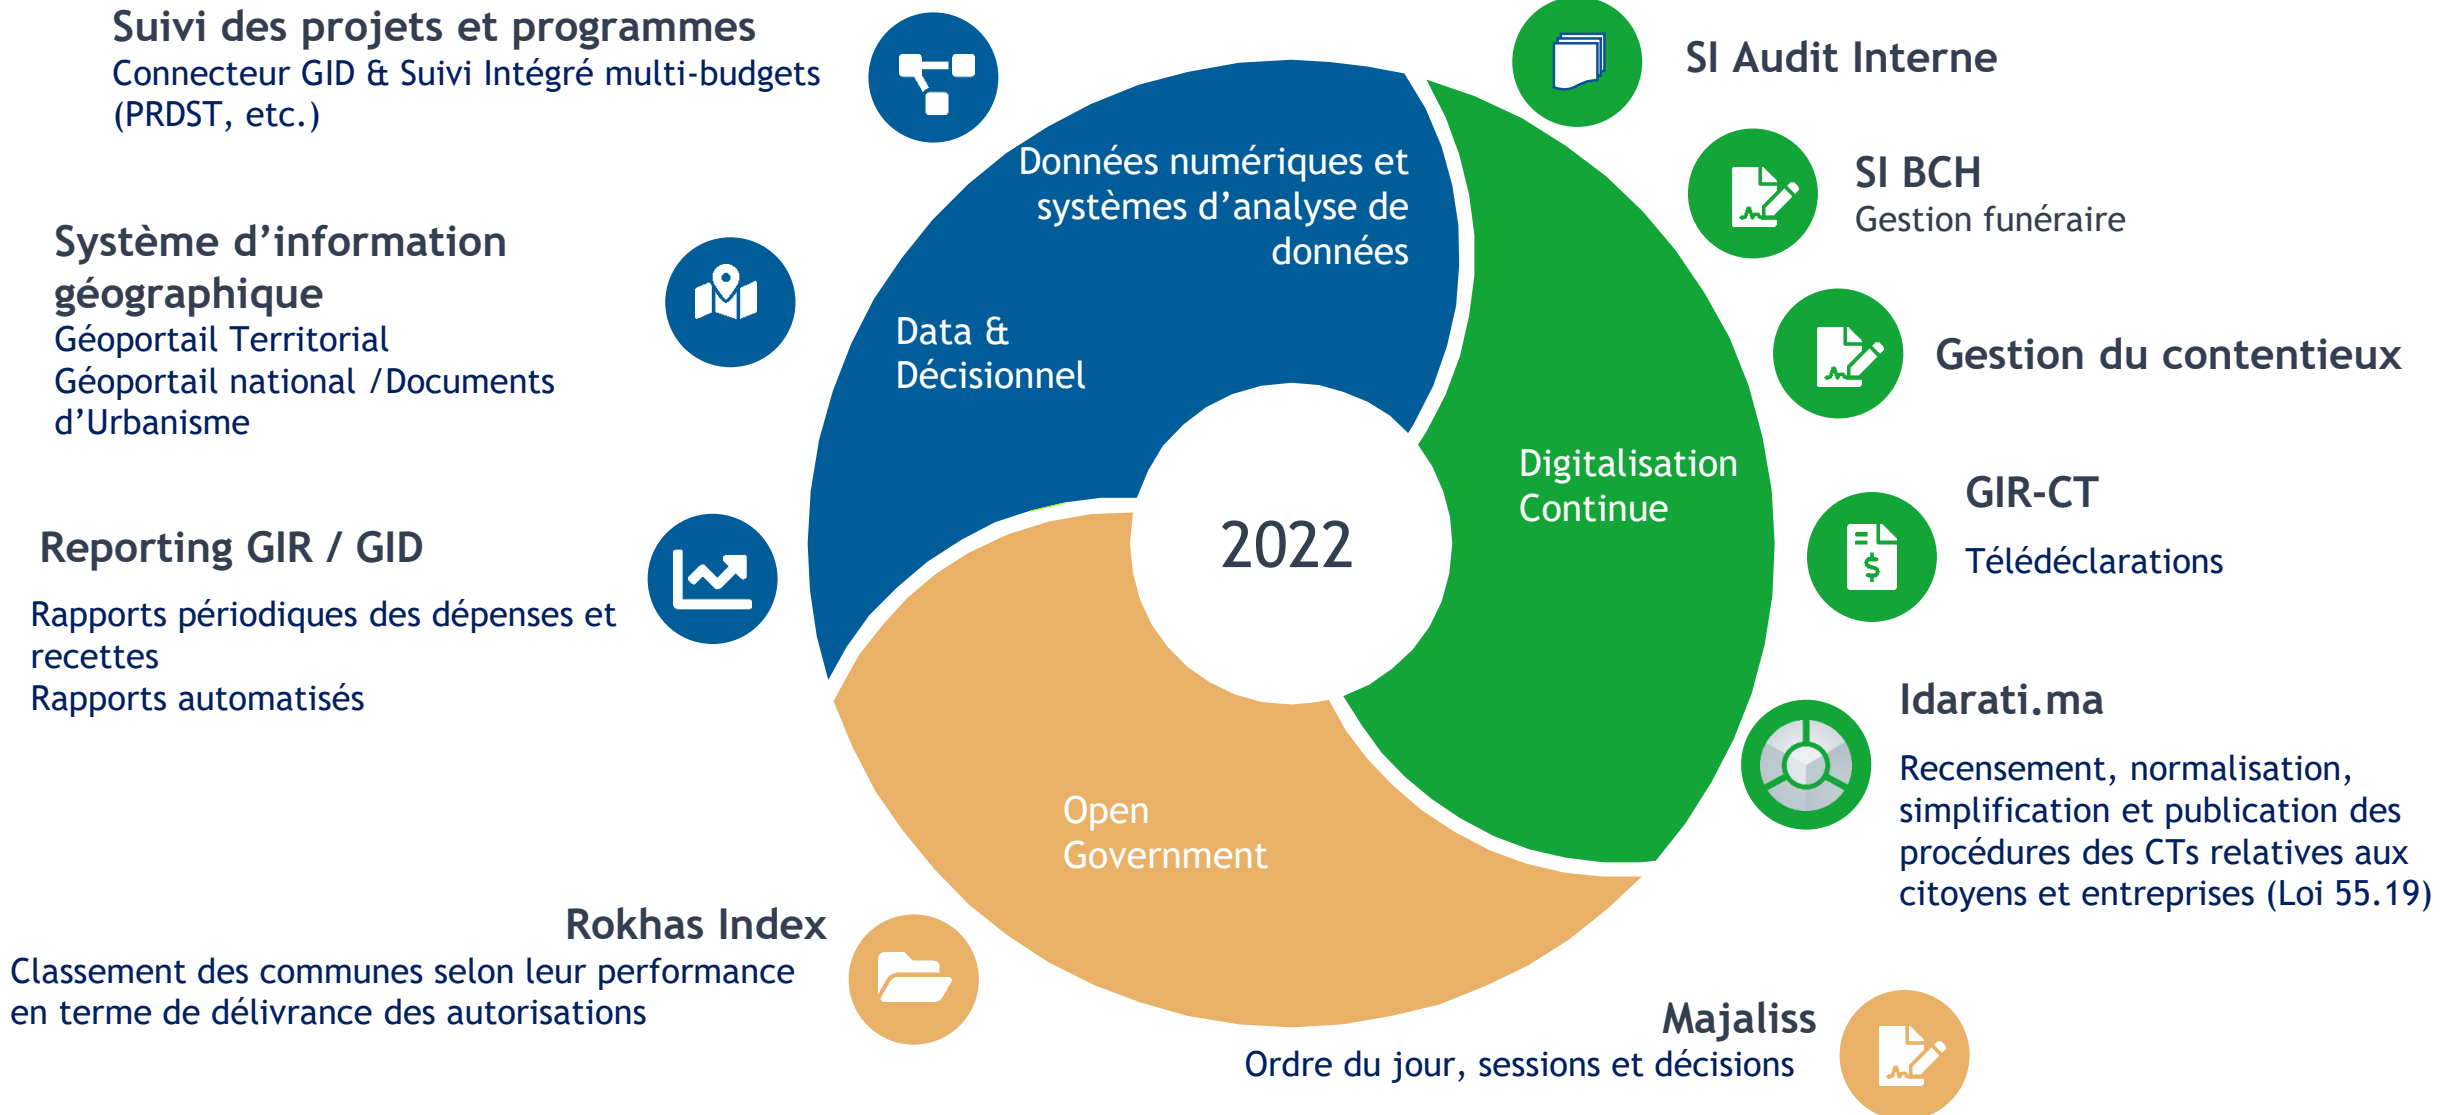 Suivi des projets et programmes
Connecteur GID & Suivi Intégré multi-budgets
(PRDST, etc.)
Système d’information
géographique
Géoportail Territorial
Géoportail national /Documents
d’Urbanisme
Reporting GIR / GID
Rapports périodiques des dépenses et
recettes
Rapports automatisés
Rokhas Index
Classement des communes selon leur performance
en terme de délivrance des autorisations
Données numériques et
systèmes d’analyse de
données
Data &
Décisionnel
2022
Digitalisation
Continue
Open
Government
SI Audit Interne
SI BCH
Gestion funéraire
Gestion du contentieux
GIR-CT
Télédéclarations
Idarati.ma
Recensement, normalisation,
simplification et publication des
procédures des CTs relatives aux
citoyens et entreprises (Loi 55.19)
Majaliss
Ordre du jour, sessions et décisions